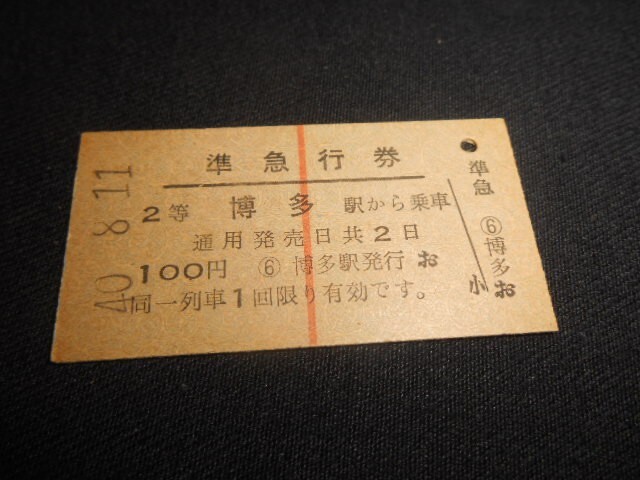 40 8.11
準急行券
2等 博多 駅から乗車
通用発売日共2日
100円 ⑥ 博多駅発行 お
同一列車1回限り有効です。
準急
⑥博多お
小